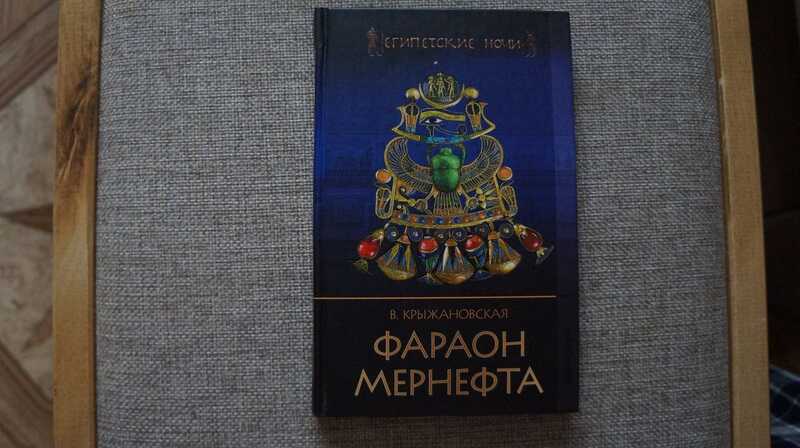 ЕГИПЕТСКИЕ НОЧИ
В. КРЫЖАНОВСКАЯ
ФАРАОН
МЕРНЕФТА